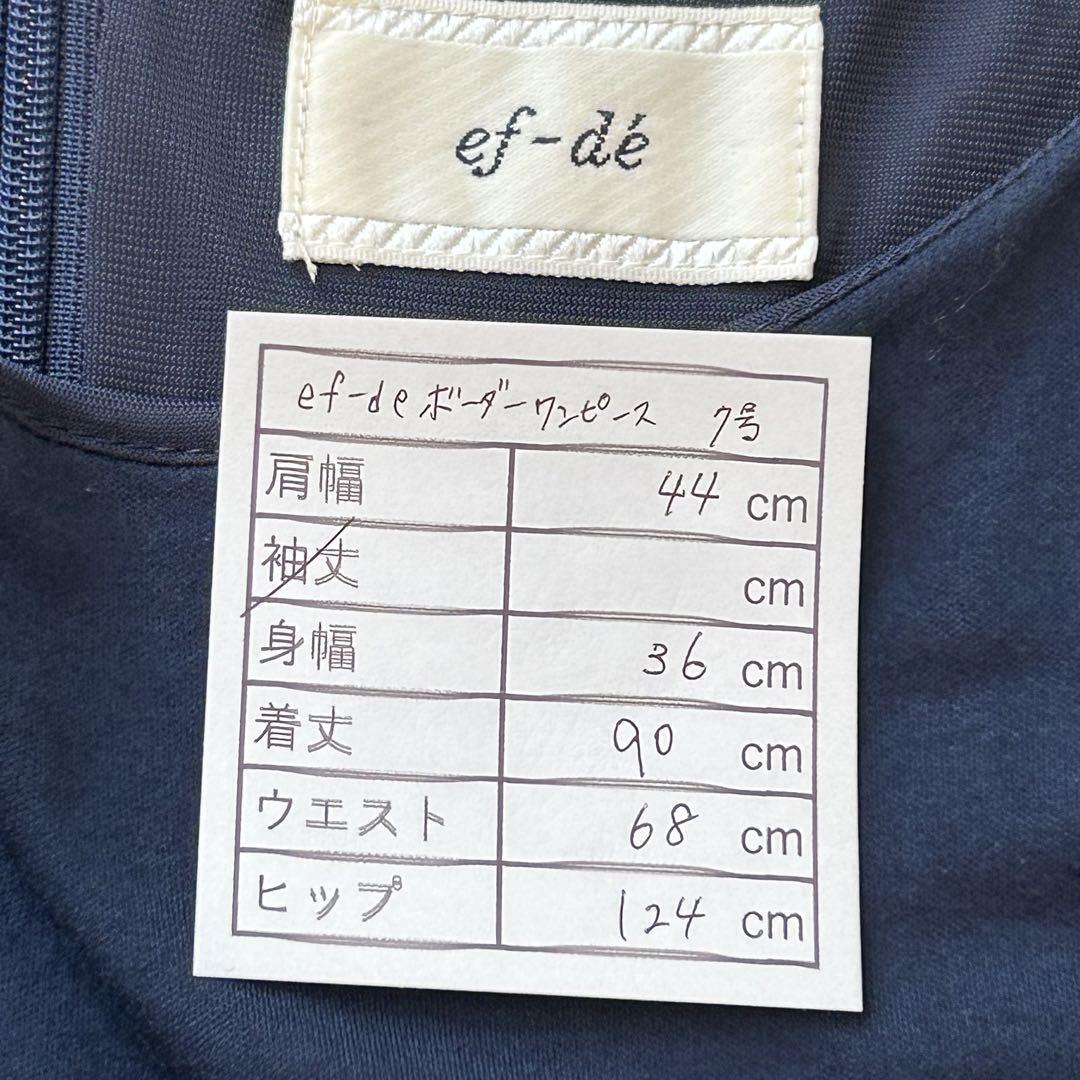 ef-dé
ef-de ボーダーワンピース 7号
肩幅 44 cm
袖丈 cm
身幅 36 cm
着丈 90 cm
ウエスト 68 cm
ヒップ 124 cm